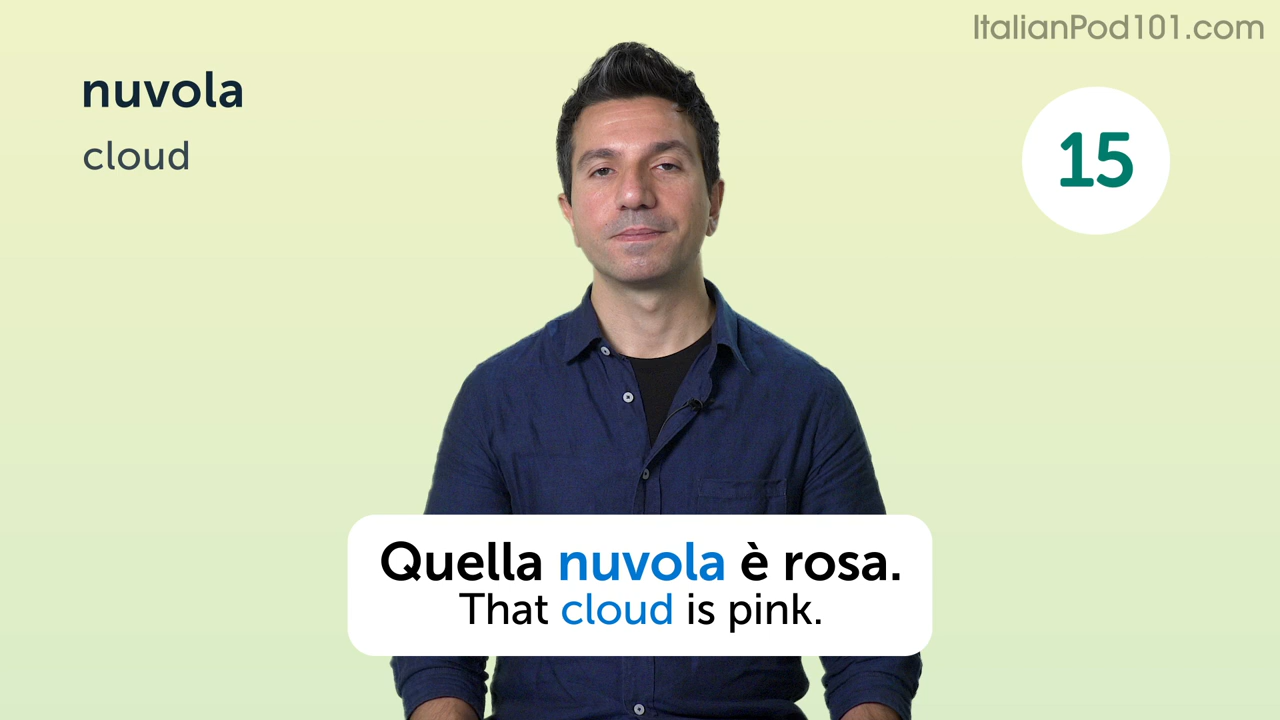 ItalianPod101.com
nuvola
cloud
15
Quella nuvola è rosa.
That cloud is pink.